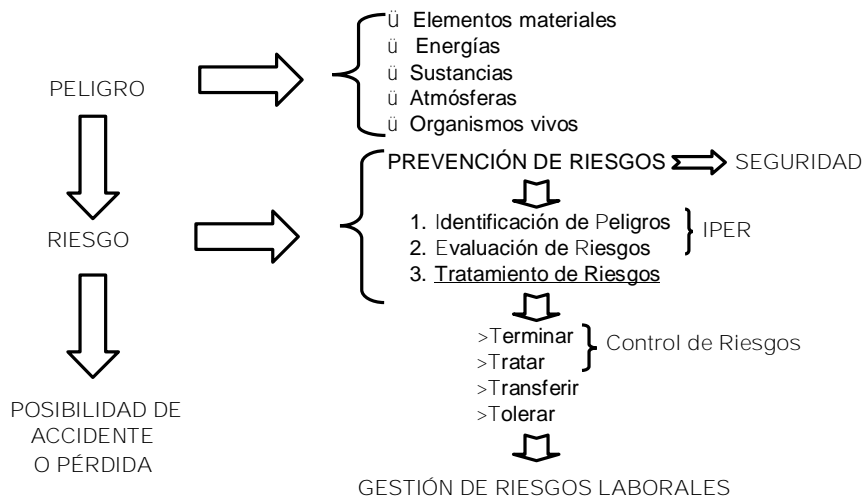 ü Elementos materiales
ü Energías
ü Sustancias
ü Atmósferas
ü Organismos vivos
PELIGRO
PREVENCIÓN DE RIESGOS
SEGURIDAD
1. Identificación de Peligros
2. Evaluación de Riesgos
IPER
3. Tratamiento de Riesgos
RIESGO
>Terminar
>Tratar
Control de Riesgos
>Transferir
>Tolerar
POSIBILIDAD DE
ACCIDENTE
O PÉRDIDA
GESTIÓN DE RIESGOS LABORALES